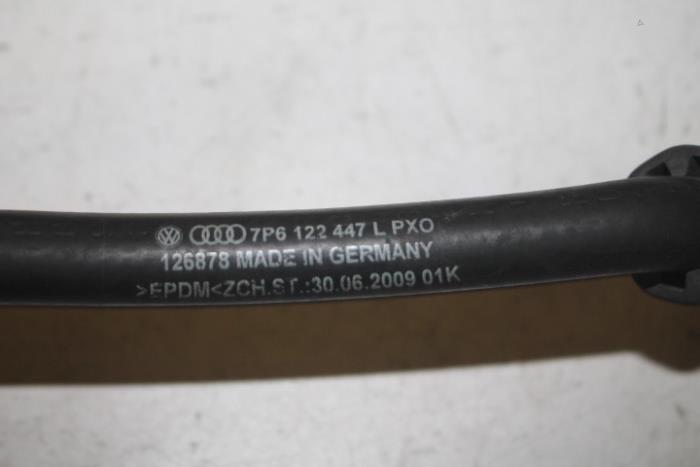 7P6 122 447 L PXO
126878 MADE IN GERMANY
>EPDM<ZCH.ST.:30.06.2009 01K